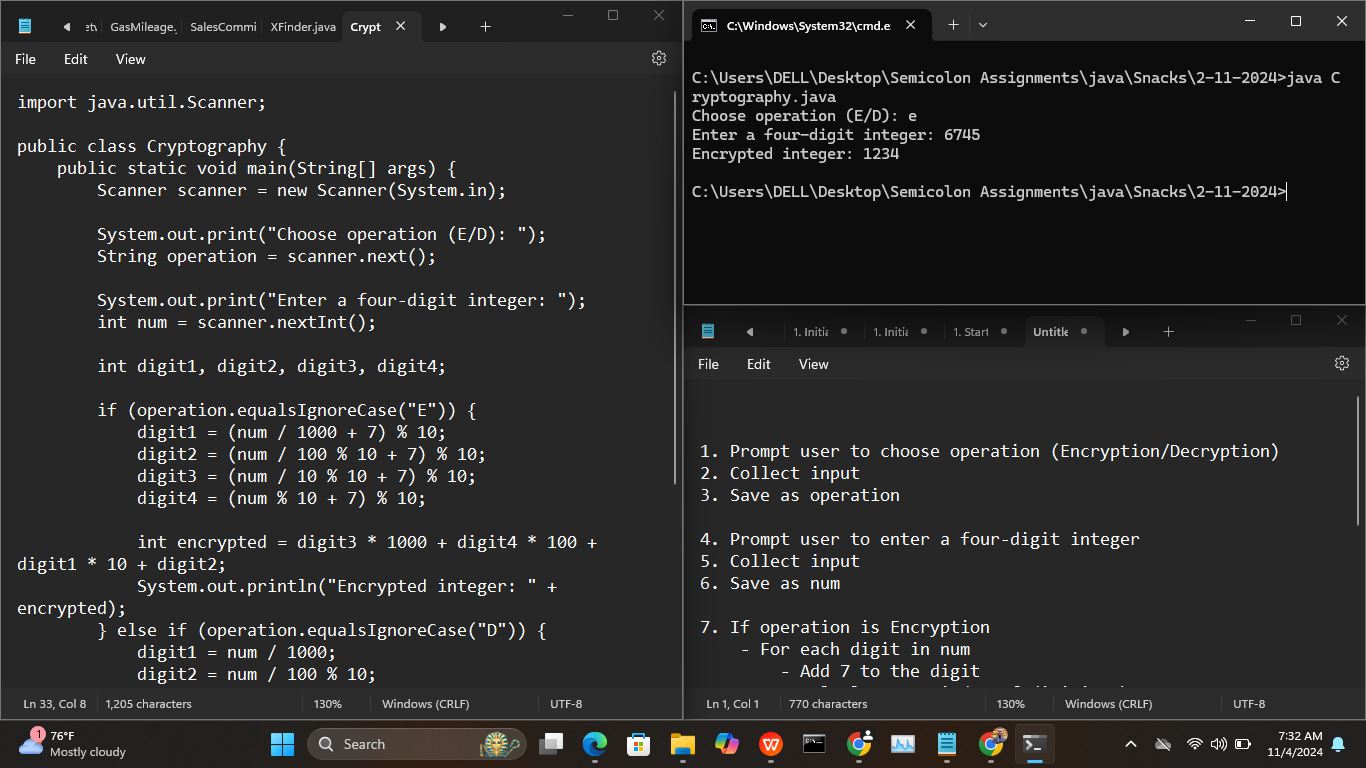 etv
GasMileage.
SalesCommi
XFinder.java
Crypt
File Edit View
import java.util.Scanner;
public class Cryptography {
public static void main(String[] args) {
Scanner scanner = new Scanner(System.in);
System.out.print("Choose operation (E/D): ");
String operation = scanner.next();
System.out.print("Enter a four-digit integer: ");
int num = scanner.nextInt();
int digit1, digit2, digit3, digit4;
if (operation.equalsIgnoreCase("E")) {
digit1 = (num / 1000 + 7) % 10;
digit2 = (num / 100 % 10 + 7) % 10;
digit3 = (num / 10 % 10 + 7) % 10;
digit4 = (num % 10 + 7) % 10;
int encrypted = digit3 * 1000 + digit4 * 100 +
digit1 * 10 + digit2;
System.out.println("Encrypted integer: " +
encrypted);
} else if (operation.equalsIgnoreCase("D")) {
digit1 = num / 1000;
digit2 = num / 100 % 10;
Ln 33, Col 8 1,205 characters 130% Windows (CRLF) UTF-8
C:\Windows\System32\cmd.e
C:\Users\DELL\Desktop\Semicolon Assignments\java\Snacks\2-11-2024>java C
ryptography.java
Choose operation (E/D): e
Enter a four-digit integer: 6745
Encrypted integer: 1234
C:\Users\DELL\Desktop\Semicolon Assignments\java\Snacks\2-11-2024>
1. Initia
1. Initia
1. Start
Untitle
File Edit View
1. Prompt user to choose operation (Encryption/Decryption)
2. Collect input
3. Save as operation
4. Prompt user to enter a four-digit integer
5. Collect input
6. Save as num
7. If operation is Encryption
- For each digit in num
- Add 7 to the digit
Ln 1, Col 1 770 characters 130% Windows (CRLF) UTF-8
1
76°F
Mostly cloudy
Search
7:32 AM
11/4/2024